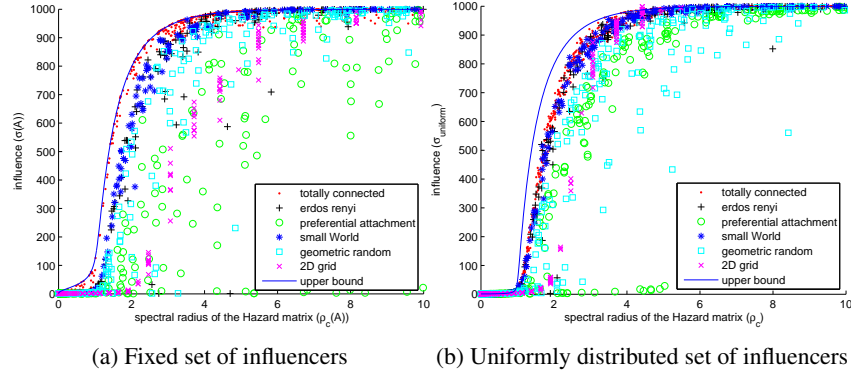 1000
900
800
700
600
500
400
300
200
100
0
influence (σ(A))
totally connected
erdos renyi
preferential attachment
small World
geometric random
2D grid
upper bound
0 2 4 6 8 10
spectral radius of the Hazard matrix (ρc(A))
(a) Fixed set of influencers
1000
900
800
700
600
500
400
300
200
100
0
influence (σuniform)
totally connected
erdos renyi
preferential attachment
small World
geometric random
2D grid
upper bound
0 2 4 6 8 10
spectral radius of the Hazard matrix (ρc)
(b) Uniformly distributed set of influencers